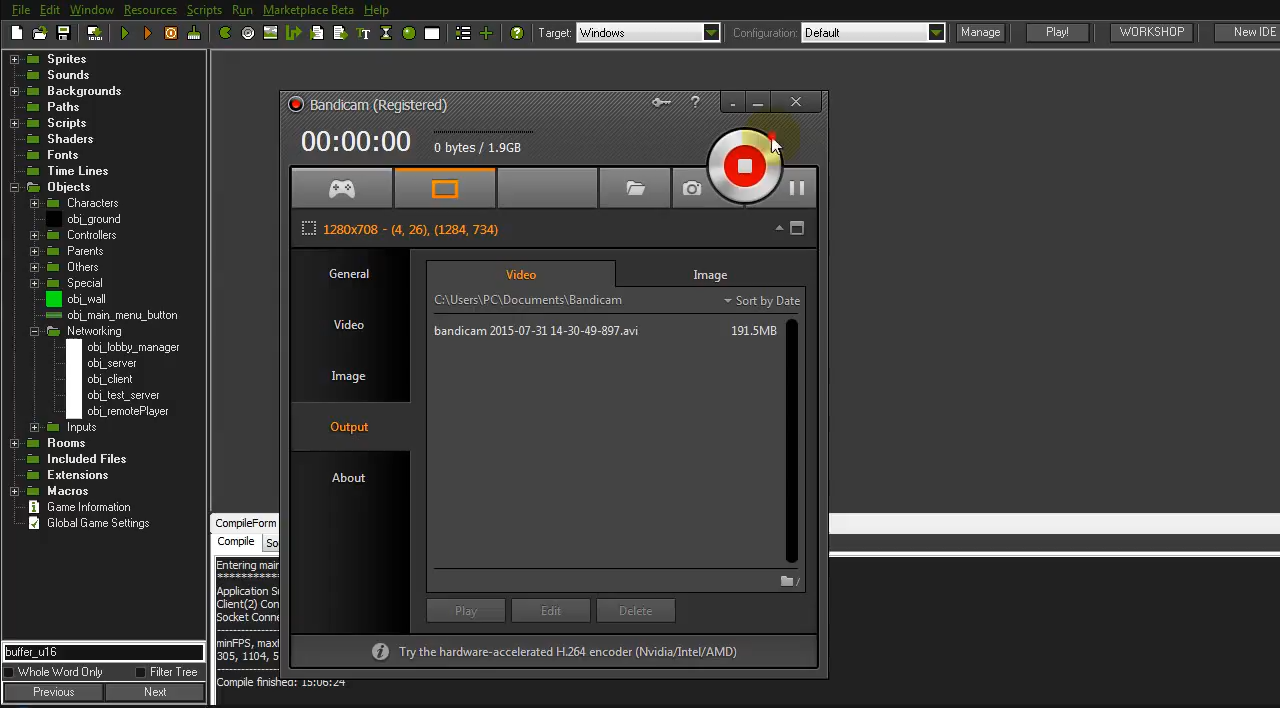 File Edit Window Resources Scripts Run Marketplace Beta Help
Target: Windows Configuration: Default Manage Play! WORKSHOP New IDE
Sprites
Sounds
Backgrounds
Paths
Scripts
Shaders
Fonts
Time Lines
Objects
Characters
obj_ground
Controllers
Parents
Others
Special
obj_wall
obj_main_menu_button
Networking
obj_lobby_manager
obj_server
obj_client
obj_test_server
obj_remotePlayer
Inputs
Rooms
Included Files
Extensions
Macros
Game Information
Global Game Settings
buffer_u16
Whole Word Only Filter Tree
Previous Next
Bandicam (Registered)
00:00:00 0 bytes / 1.9GB
1280x708 - (4, 26), (1284, 734)
General
Video
Image
Output
About
Video Image
C:\Users\PC\Documents\Bandicam Sort by Date
bandicam 2015-07-31 14-30-49-897.avi 191.5MB
Play Edit Delete
Try the hardware-accelerated H.264 encoder (Nvidia/Intel/AMD)
CompileForm
Compile
Entering
Application
Client(2)
Socket
minFPS,
305, 1104,
Compile finished: 15:06:24